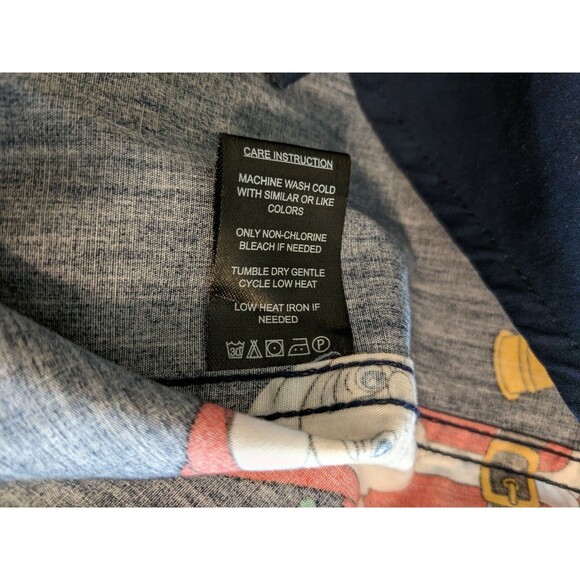 CARE INSTRUCTION
MACHINE WASH COLD
WITH SIMILAR OR LIKE
COLORS
ONLY NON-CHLORINE
BLEACH IF NEEDED
TUMBLE DRY GENTLE
CYCLE LOW HEAT
LOW HEAT IRON IF
NEEDED
30 P